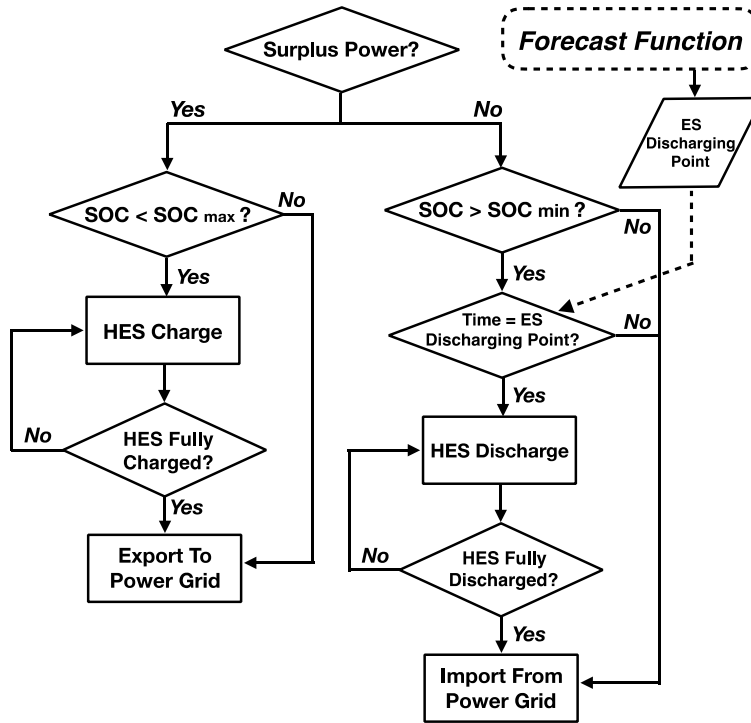 Surplus Power?
Forecast Function
Yes
No
ES
Discharging
Point
SOC < SOC max ?
No
SOC > SOC min ?
No
Yes
Yes
HES Charge
Time = ES
Discharging Point?
No
Yes
No
HES Fully
Charged?
HES Discharge
Yes
Export To
Power Grid
No
HES Fully
Discharged?
Yes
Import From
Power Grid